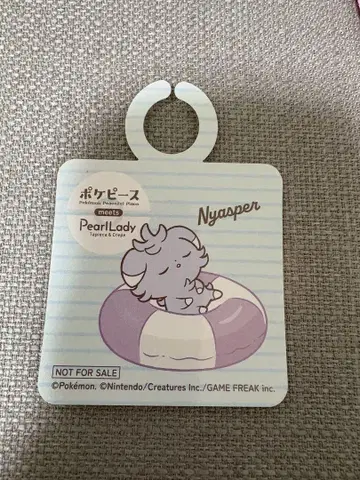 ポケピース
Pokémon Peaceful Place
meets
PearlLady
Tapioca & Crepe
Nyasper
NOT FOR SALE
©Pokémon. ©Nintendo/Creatures Inc./GAME FREAK inc.